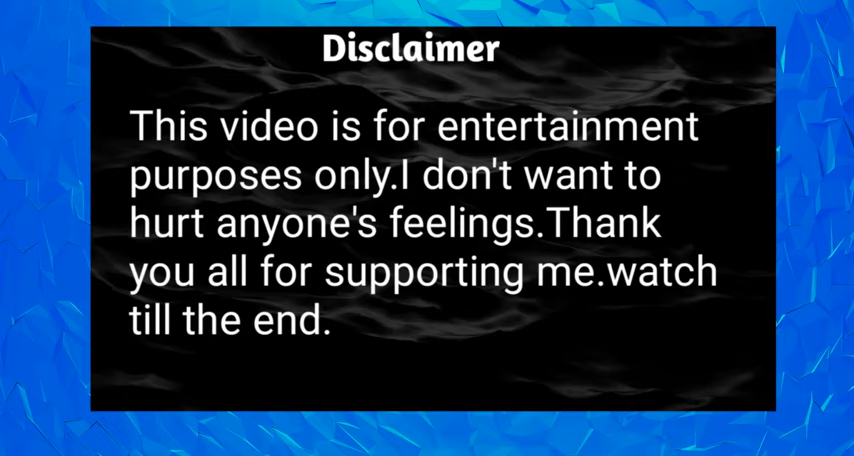 Disclaimer
This video is for entertainment
purposes only.I don't want to
hurt anyone's feelings.Thank
you all for supporting me.watch
till the end.